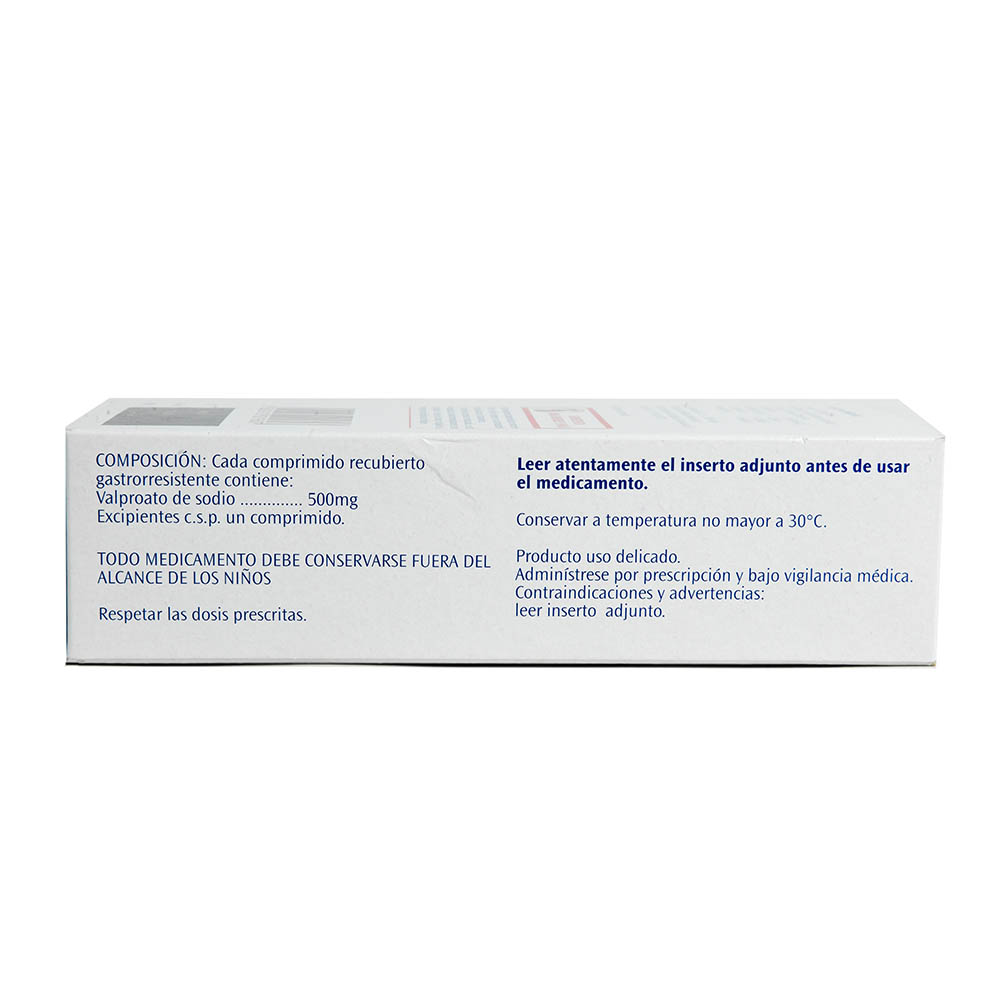 COMPOSICIÓN: Cada comprimido recubierto
gastrorresistente contiene:
Valproato de sodio .............. 500mg
Excipientes c.s.p. un comprimido.
TODO MEDICAMENTO DEBE CONSERVARSE FUERA DEL
ALCANCE DE LOS NIÑOS
Respetar las dosis prescritas.
Leer atentamente el inserto adjunto antes de usar
el medicamento.
Conservar a temperatura no mayor a 30°C.
Producto uso delicado.
Adminístrese por prescripción y bajo vigilancia médica.
Contraindicaciones y advertencias:
leer inserto adjunto.